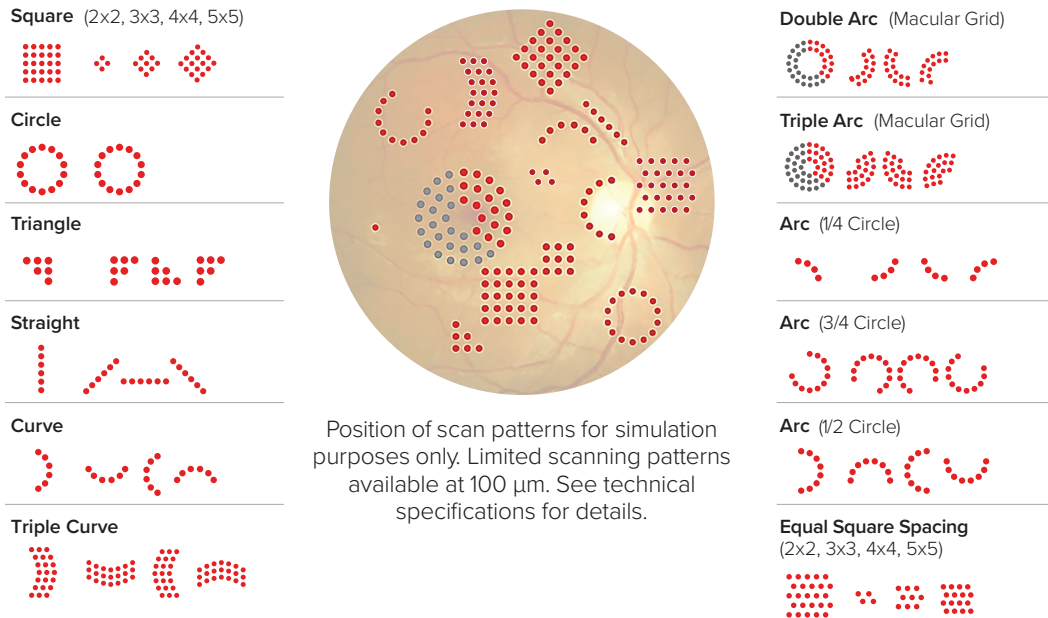 Square (2x2, 3x3, 4x4, 5x5)
Circle
Triangle
Straight
Curve
Triple Curve
Position of scan patterns for simulation
purposes only. Limited scanning patterns
available at 100 µm. See technical
specifications for details.
Double Arc (Macular Grid)
Triple Arc (Macular Grid)
Arc (1/4 Circle)
Arc (3/4 Circle)
Arc (1/2 Circle)
Equal Square Spacing
(2x2, 3x3, 4x4, 5x5)